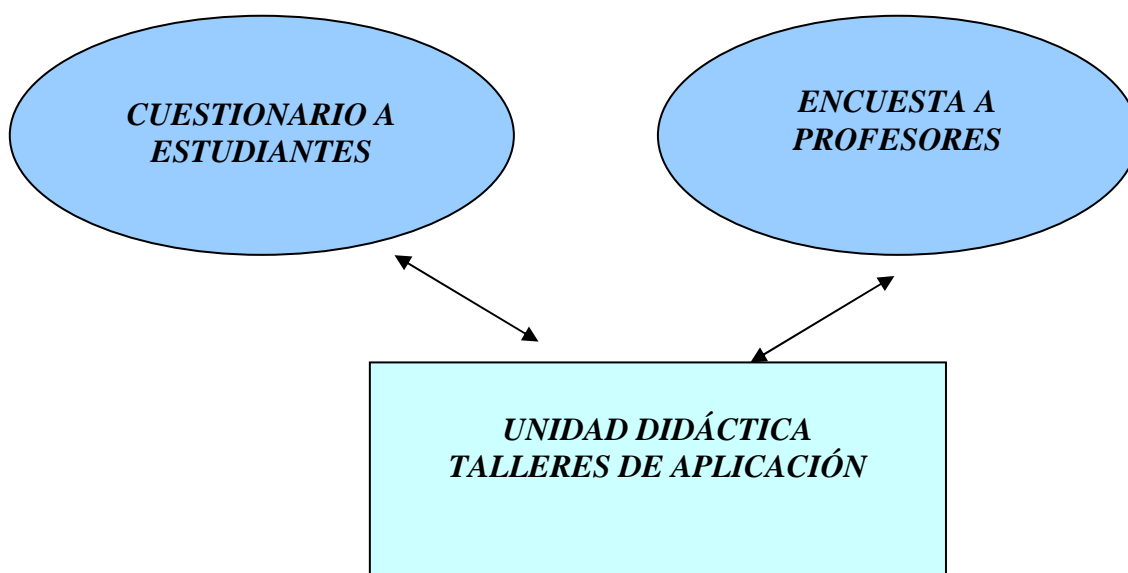 CUESTIONARIO A
ESTUDIANTES
ENCUESTA A
PROFESORES
UNIDAD DIDÁCTICA
TALLERES DE APLICACIÓN